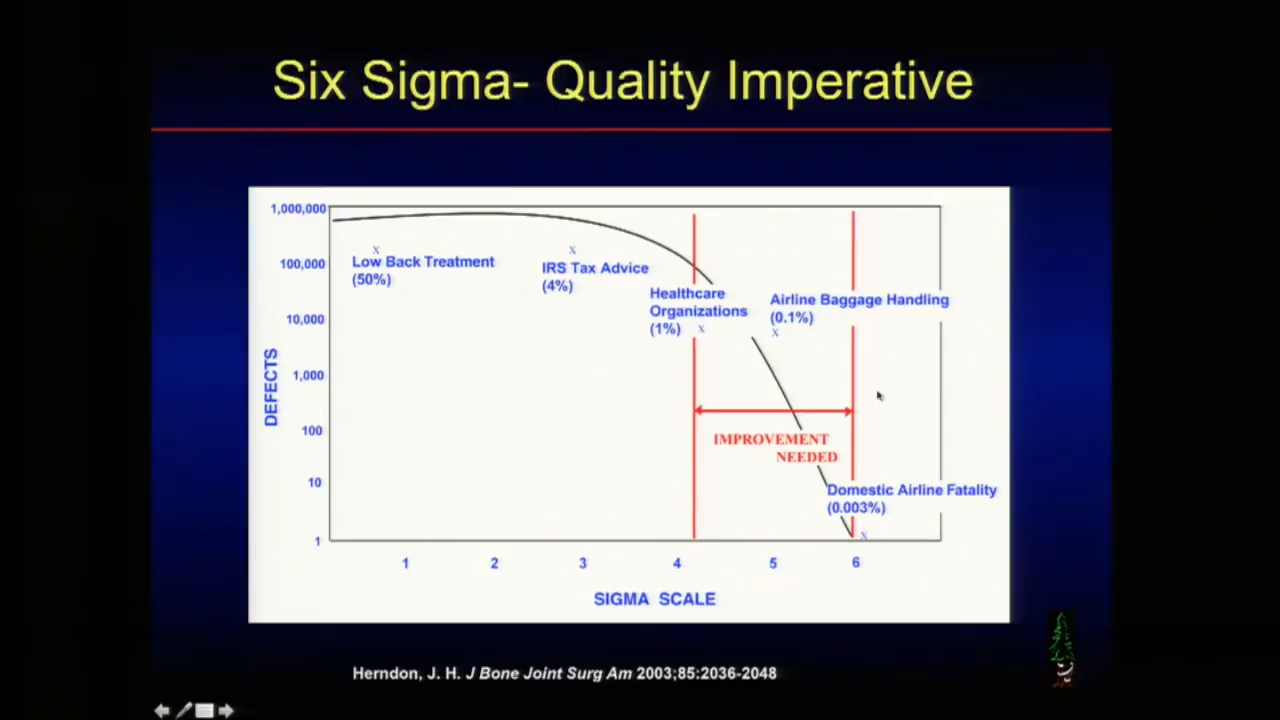 Six Sigma- Quality Imperative
1,000,000
100,000
10,000
1,000
100
10
1
DEFECTS
x
Low Back Treatment
(50%)
x
IRS Tax Advice
(4%)
Healthcare
Organizations
(1%) x
Airline Baggage Handling
(0.1%)
x
IMPROVEMENT
NEEDED
Domestic Airline Fatality
(0.003%)
x
1 2 3 4 5 6
SIGMA SCALE
Herndon, J. H. J Bone Joint Surg Am 2003;85:2036-2048